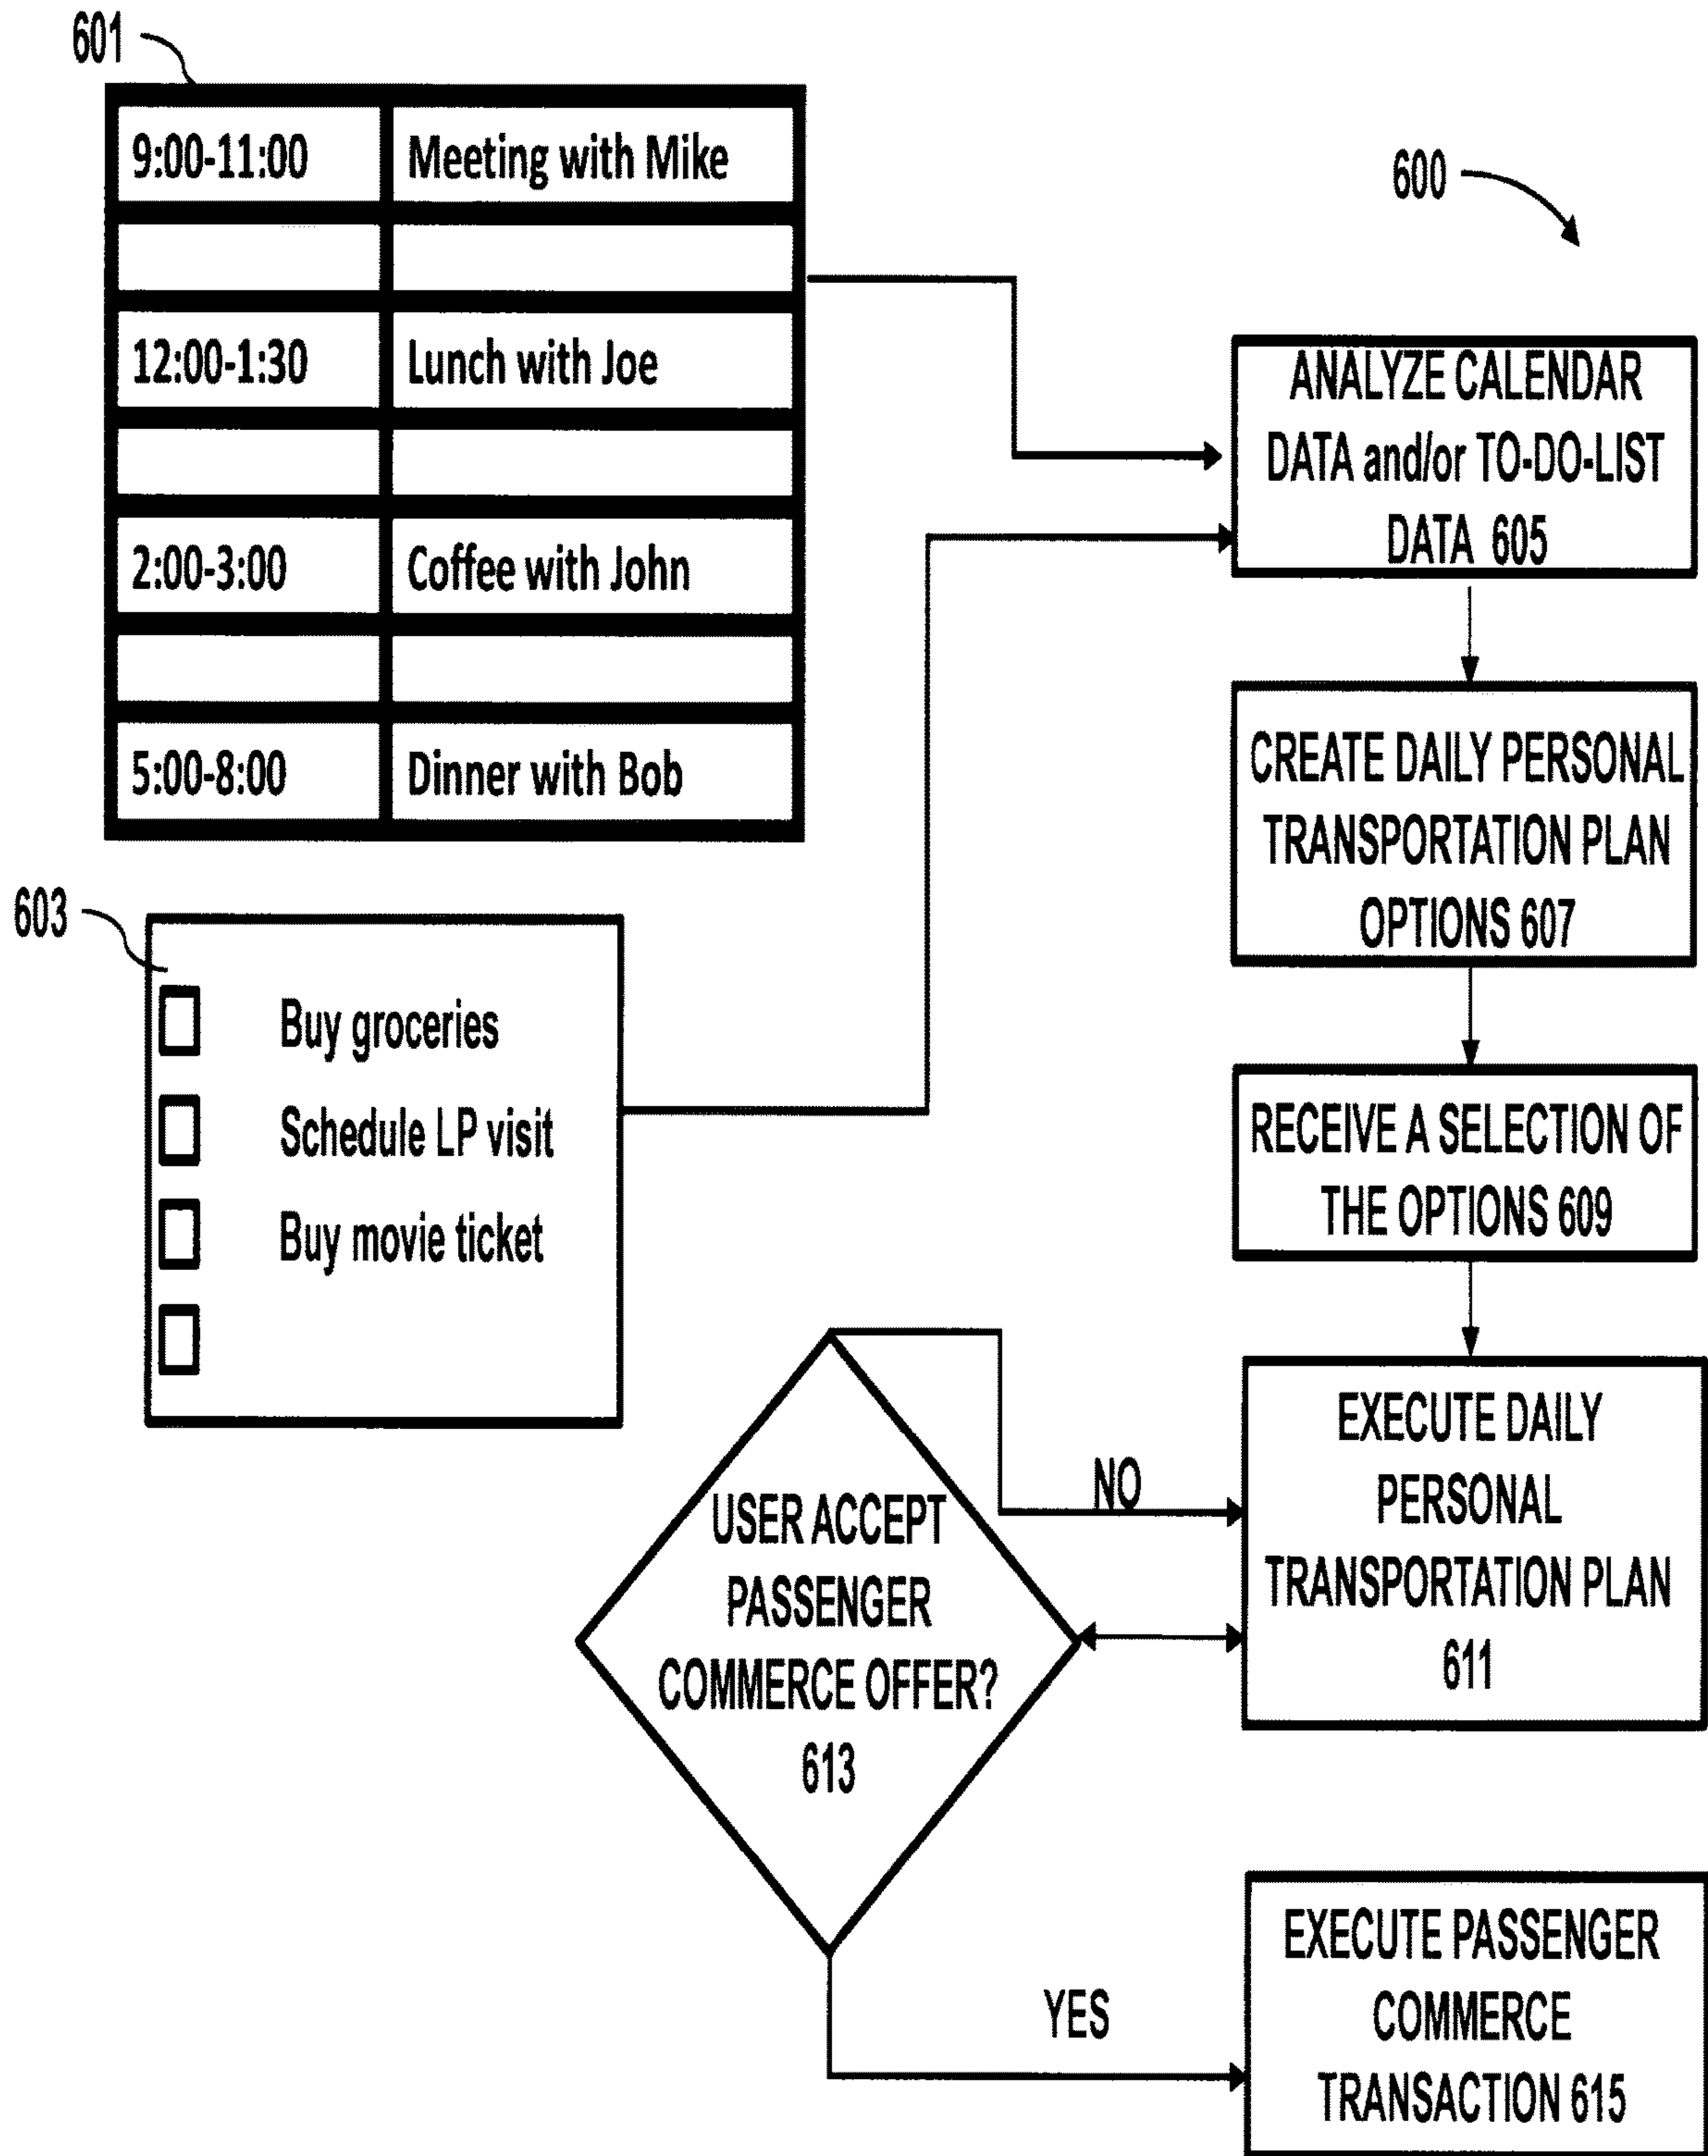 601
9:00-11:00 Meeting with Mike
12:00-1:30 Lunch with Joe
2:00-3:00 Coffee with John
5:00-8:00 Dinner with Bob
600
603
Buy groceries
Schedule LP visit
Buy movie ticket
ANALYZE CALENDAR
DATA and/or TO-DO-LIST
DATA 605
CREATE DAILY PERSONAL
TRANSPORTATION PLAN
OPTIONS 607
RECEIVE A SELECTION OF
THE OPTIONS 609
EXECUTE DAILY
PERSONAL
TRANSPORTATION PLAN
611
NO
USER ACCEPT
PASSENGER
COMMERCE OFFER?
613
YES
EXECUTE PASSENGER
COMMERCE
TRANSACTION 615